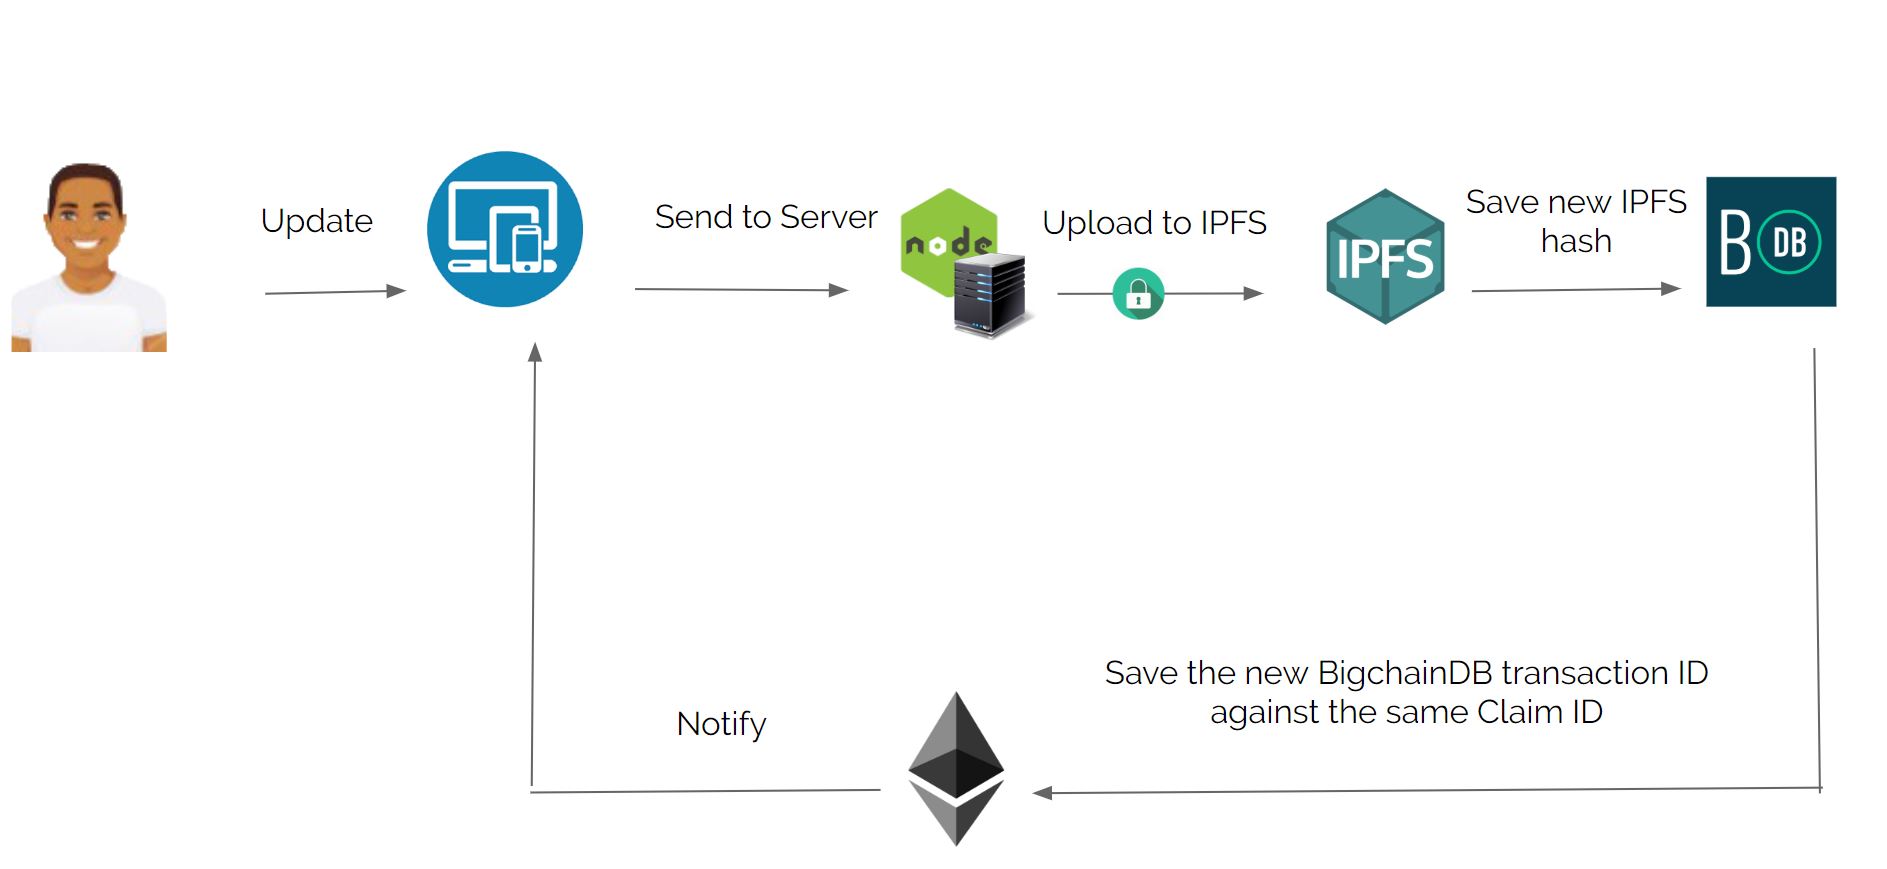 Update
Send to Server
node
Upload to IPFS
IPFS
Save new IPFS
hash
B DB
Save the new BigchainDB transaction ID
against the same Claim ID
Notify